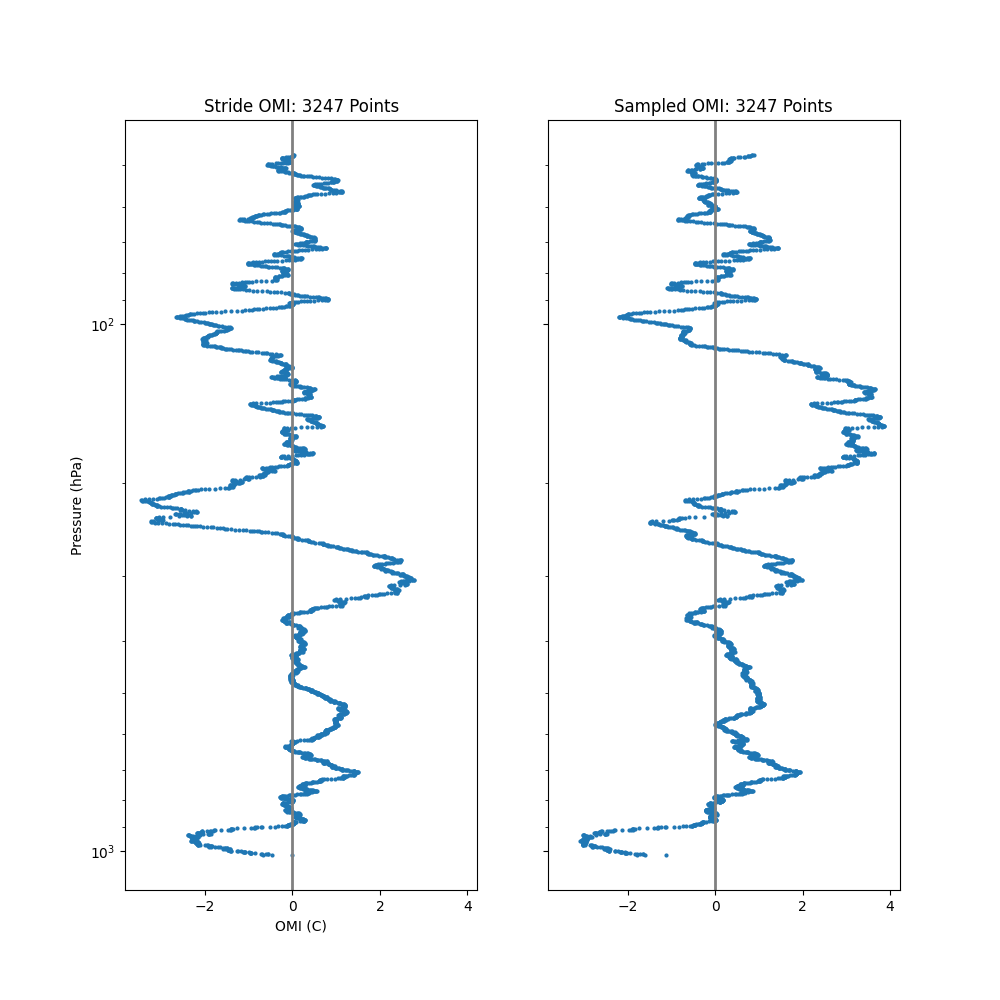 Stride OMI: 3247 Points
Sampled OMI: 3247 Points
10²
10³
Pressure (hPa)
−2 0 2 4
−2 0 2 4
OMI (C)